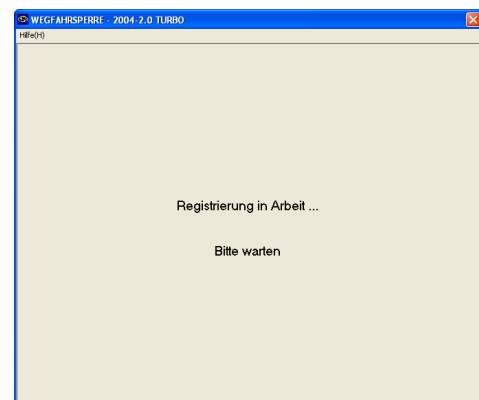 WEGFAHRSPERRE - 2004-2.0 TURBO
Hilfe(H)
Registrierung in Arbeit ...
Bitte warten